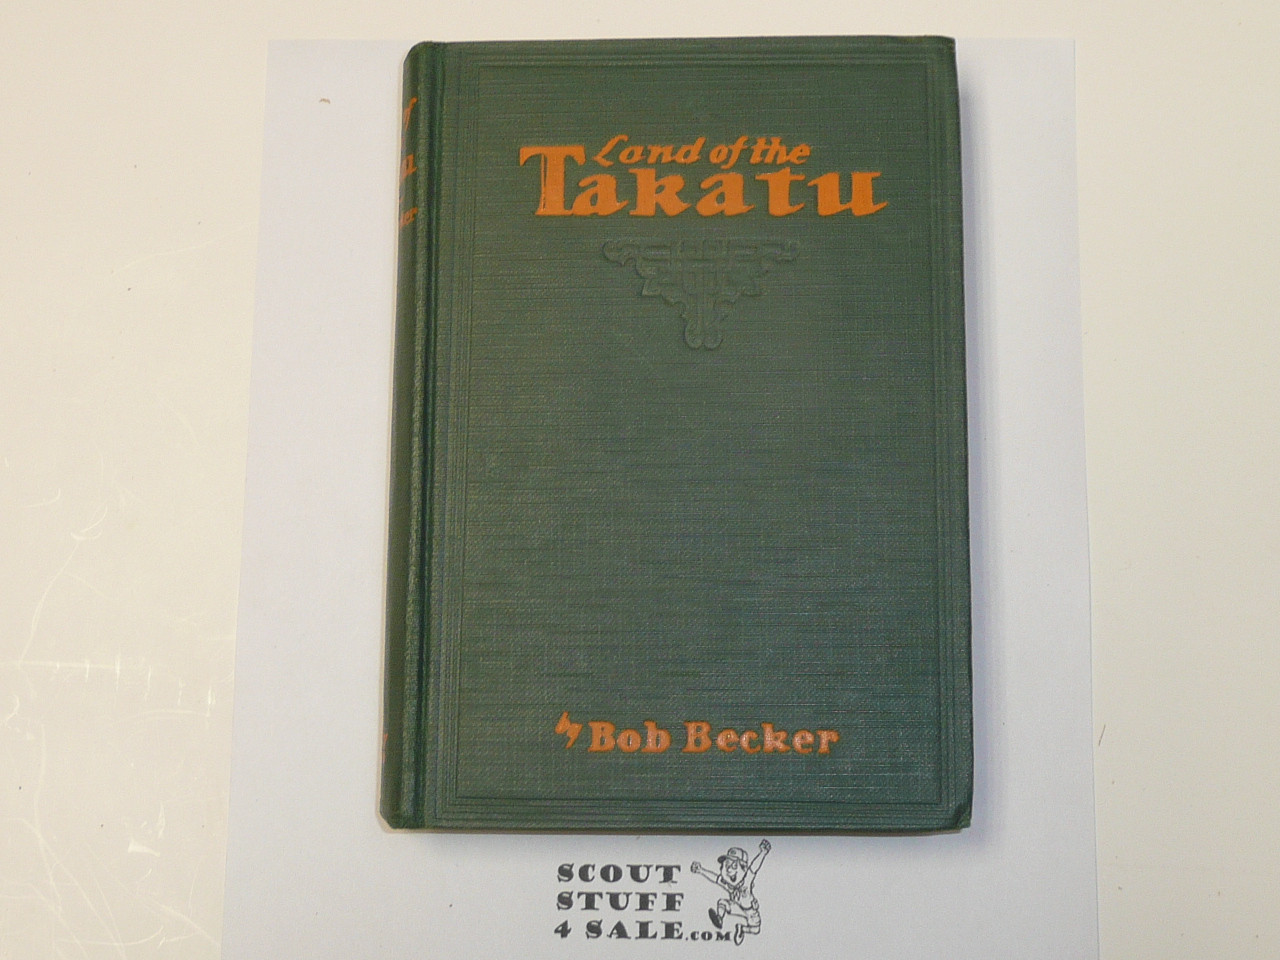 Land of the
Takatu
by Bob Becker
SCOUT
STUFF
4 SALE.COM